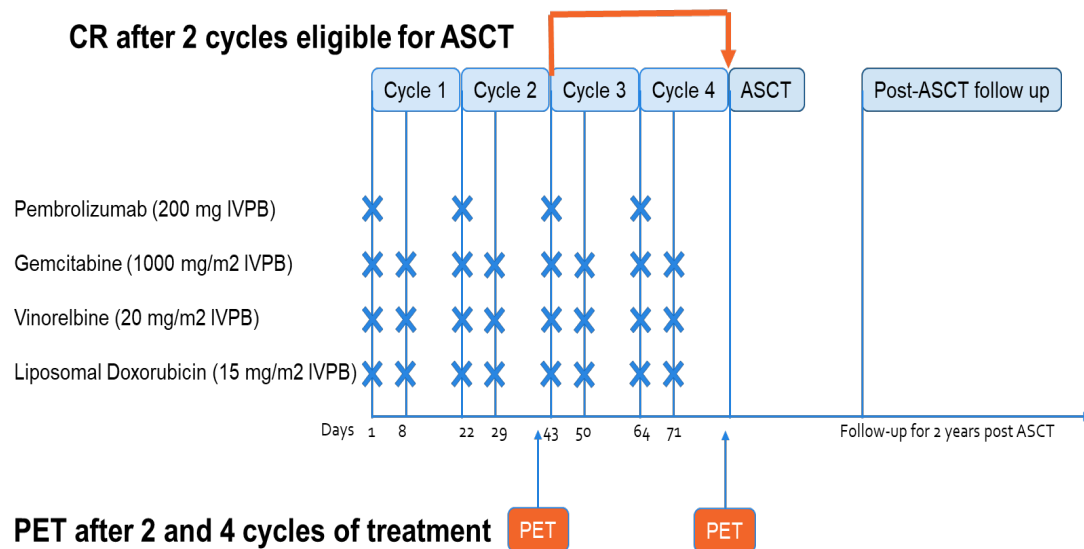 CR after 2 cycles eligible for ASCT
Cycle 1 Cycle 2 Cycle 3 Cycle 4 ASCT Post-ASCT follow up
Pembrolizumab (200 mg IVPB)
Gemcitabine (1000 mg/m2 IVPB)
Vinorelbine (20 mg/m2 IVPB)
Liposomal Doxorubicin (15 mg/m2 IVPB)
Days 1 8 22 29 43 50 64 71 Follow-up for 2 years post ASCT
PET after 2 and 4 cycles of treatment PET PET